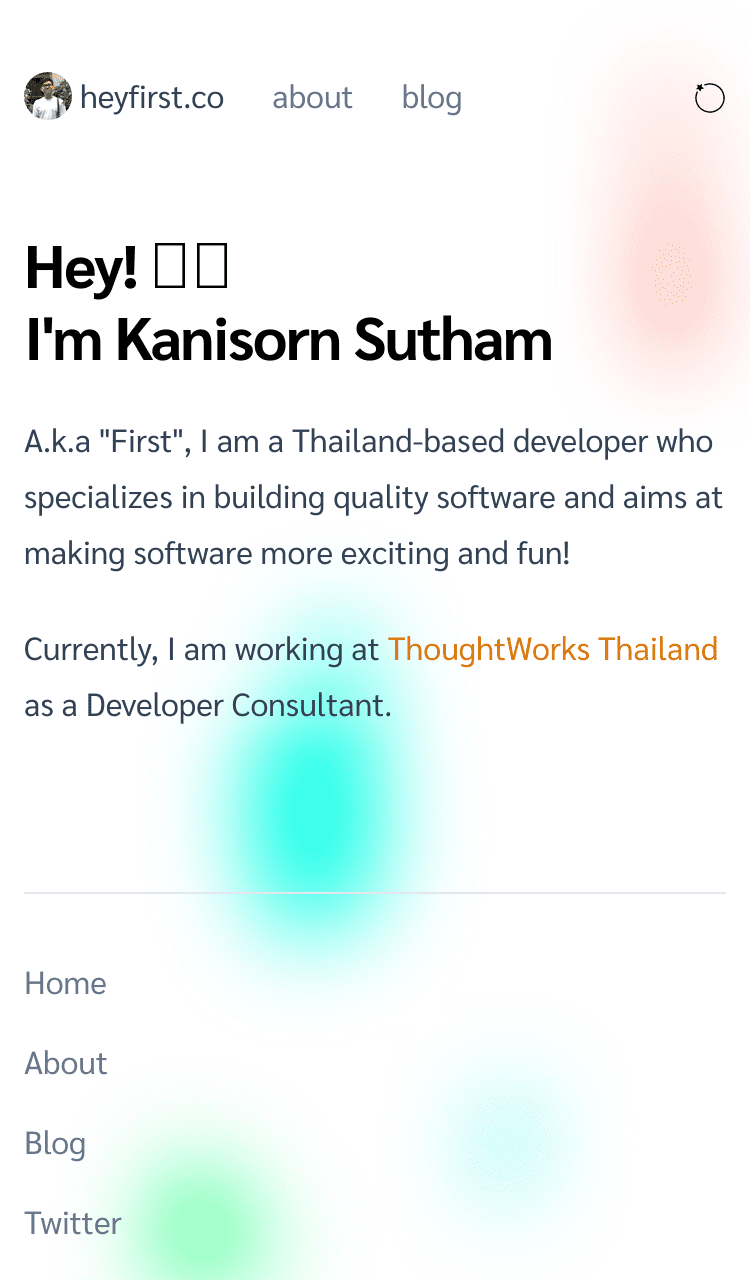 heyfirst.co about blog
Hey!
I'm Kanisorn Sutham
A.k.a "First", I am a Thailand-based developer who
specializes in building quality software and aims at
making software more exciting and fun!
Currently, I am working at ThoughtWorks Thailand
as a Developer Consultant.
Home
About
Blog
Twitter